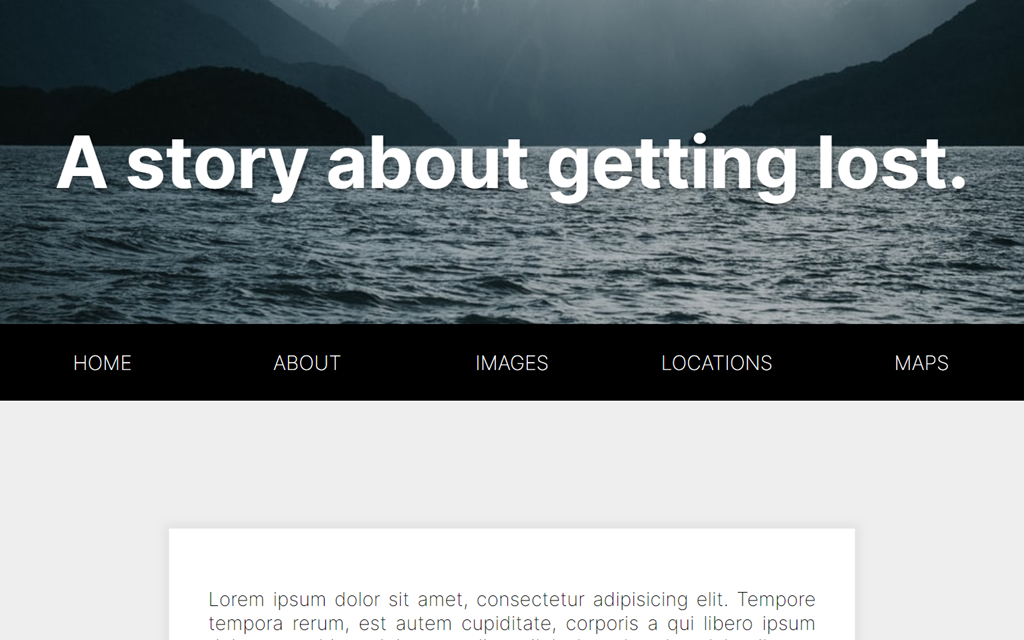 A story about getting lost.
HOME ABOUT IMAGES LOCATIONS MAPS
Lorem ipsum dolor sit amet, consectetur adipisicing elit. Tempore
tempora rerum, est autem cupiditate, corporis a qui libero ipsum